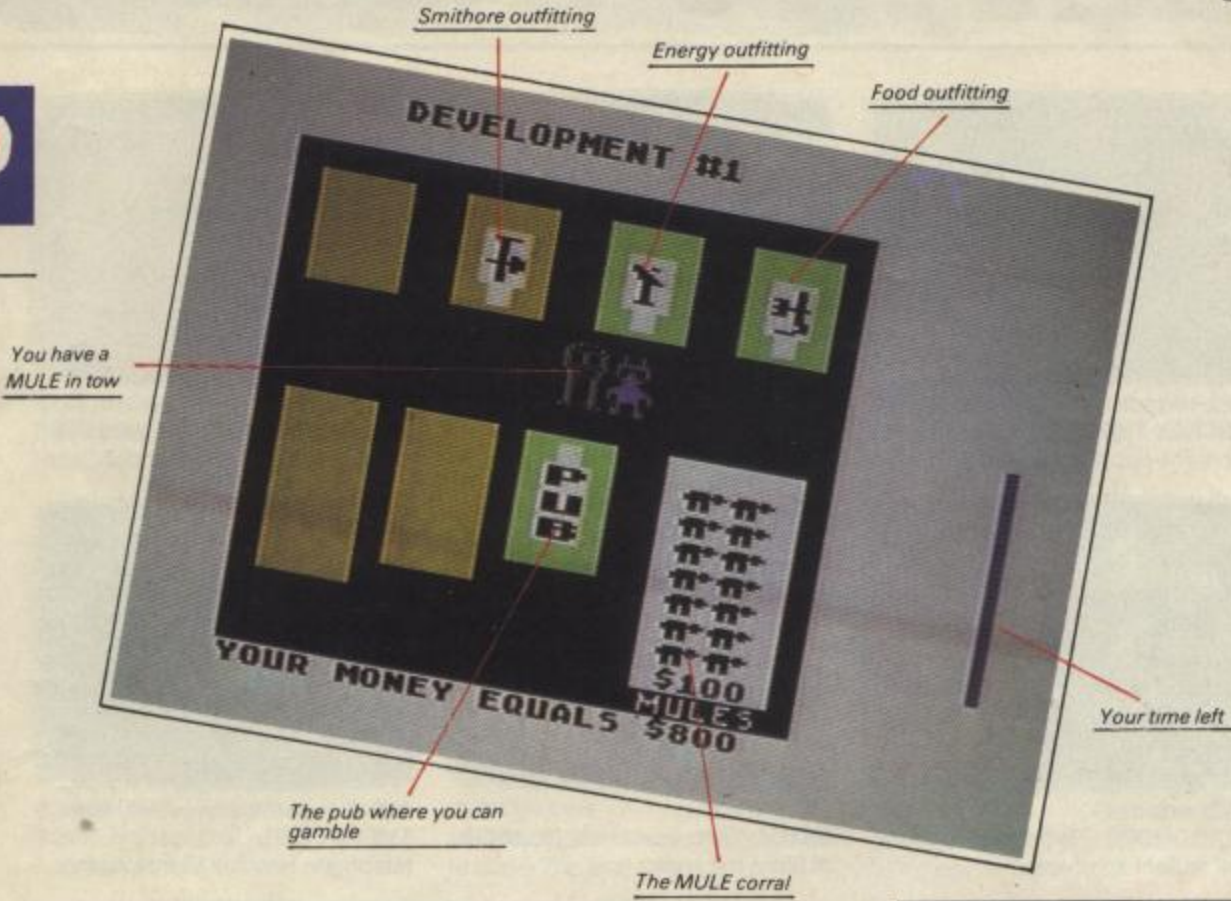 Smithore outfitting
Energy outfitting
Food outfitting
DEVELOPMENT #1
You have a
MULE in tow
PUB
$100
MULES
YOUR MONEY EQUALS $800
Your time left
The pub where you can
gamble
The MULE corral